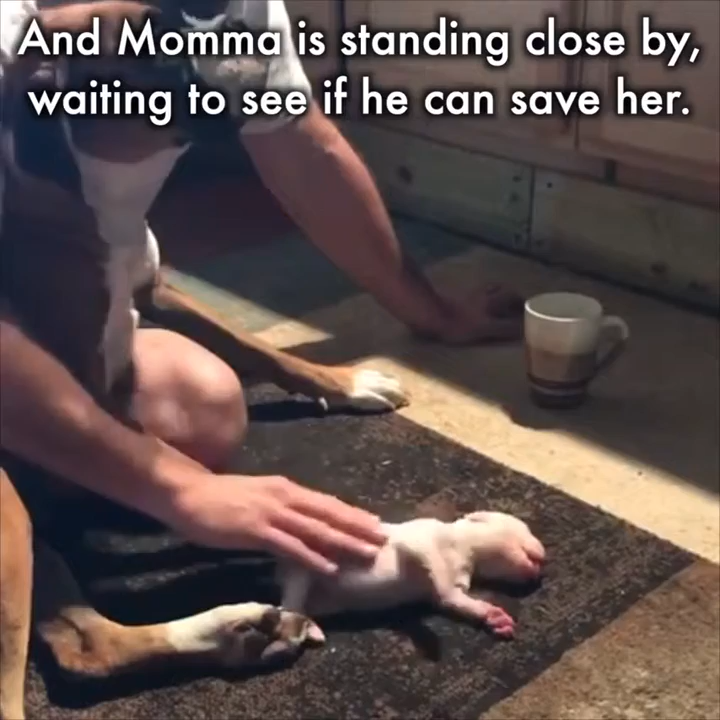 And Momma is standing close by,
waiting to see if he can save her.